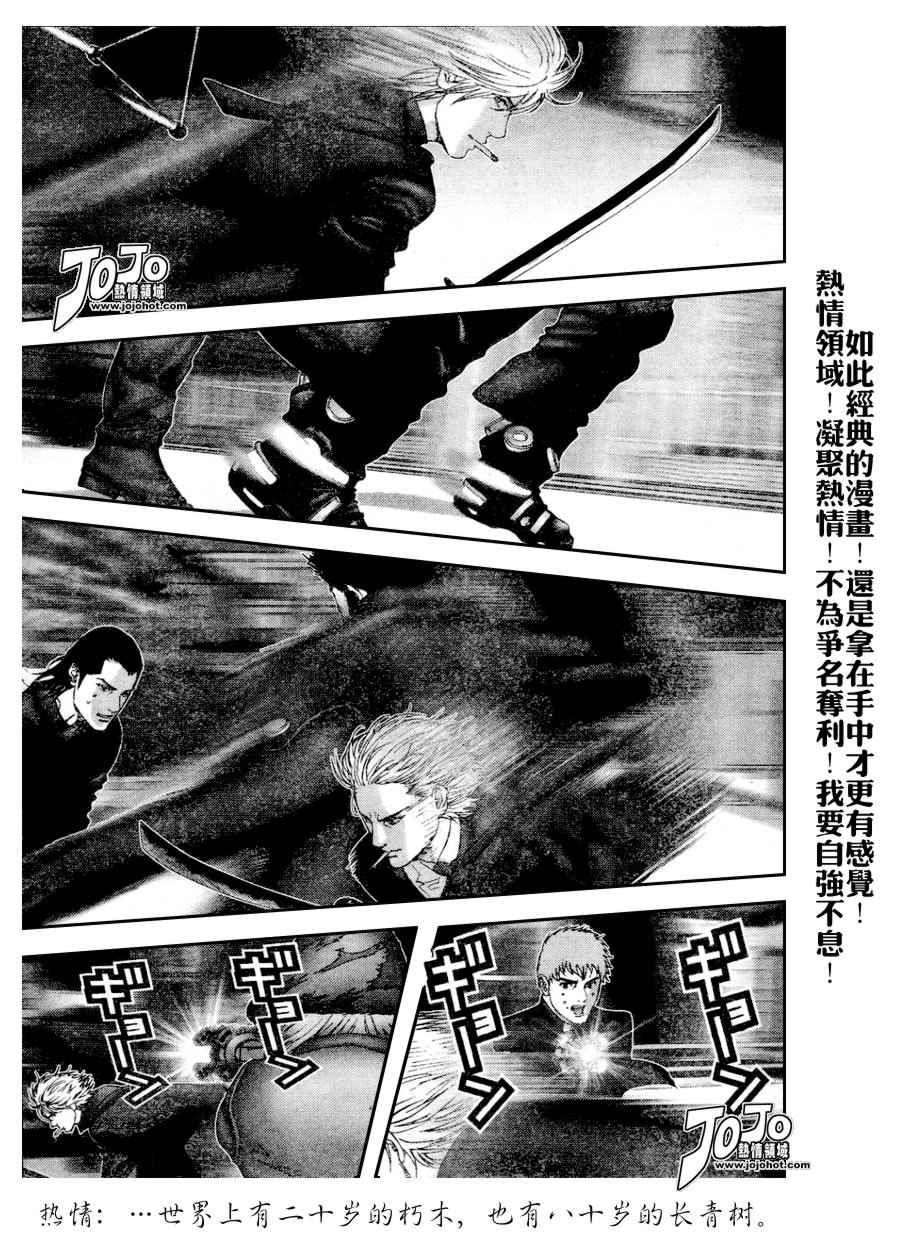 JOJO
熱情領域
www.jojohot.com
如此經典的漫畫！還是拿在手中才更有感覺！
熱情領域！凝聚熱情！不為爭名奪利！我要自強不息！
ギョーン
ギョーン
ギョーン
ギョーン
JOJO
熱情領域
www.jojohot.com
热情：…世界上有二十岁的朽木，也有八十岁的长青树。